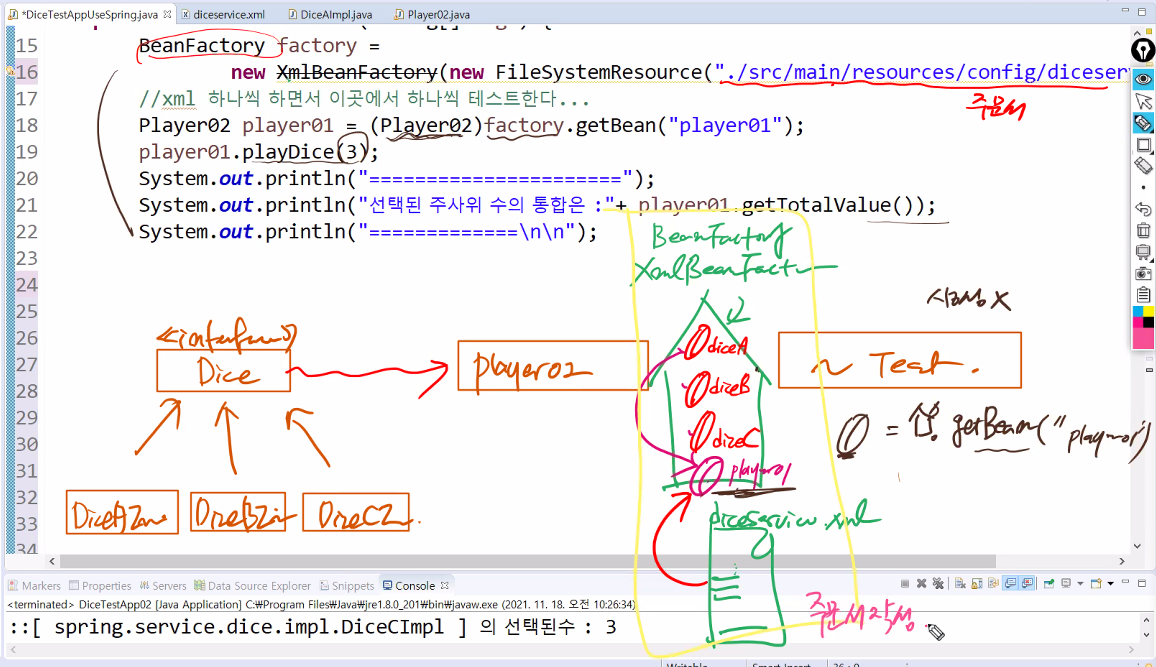 *DiceTestAppUseSpring.java
diceservice.xml
DiceAImpl.java
Player02.java
15 BeanFactory factory =
16 new XmlBeanFactory(new FileSystemResource("./src/main/resources/config/diceserv
주문서
17 //xml 하나씩 하면서 이곳에서 하나씩 테스트한다...
18 Player02 player01 = (Player02)factory.getBean("player01");
19 player01.playDice(3);
20 System.out.println("======================");
21 System.out.println("선택된 주사위 수의 통합은 :"+ player01.getTotalValue());
22 System.out.println("=============\n\n");
23
24
25
26
27
28
29
30
31
32
33
34
BeanFactory
XmlBeanFactory
<<interface>>
Dice
player02
diceA
diceB
diceC
player01
~ Test.
= getBean("player01")
diceservice.xml
주문서작성.
Markers
Properties
Servers
Data Source Explorer
Snippets
Console
<terminated> DiceTestApp02 [Java Application] C:₩Program Files₩Java₩jre1.8.0_201₩bin₩javaw.exe (2021. 11. 18. 오전 10:26:34)
::[ spring.service.dice.impl.DiceCImpl ] 의 선택된수 : 3